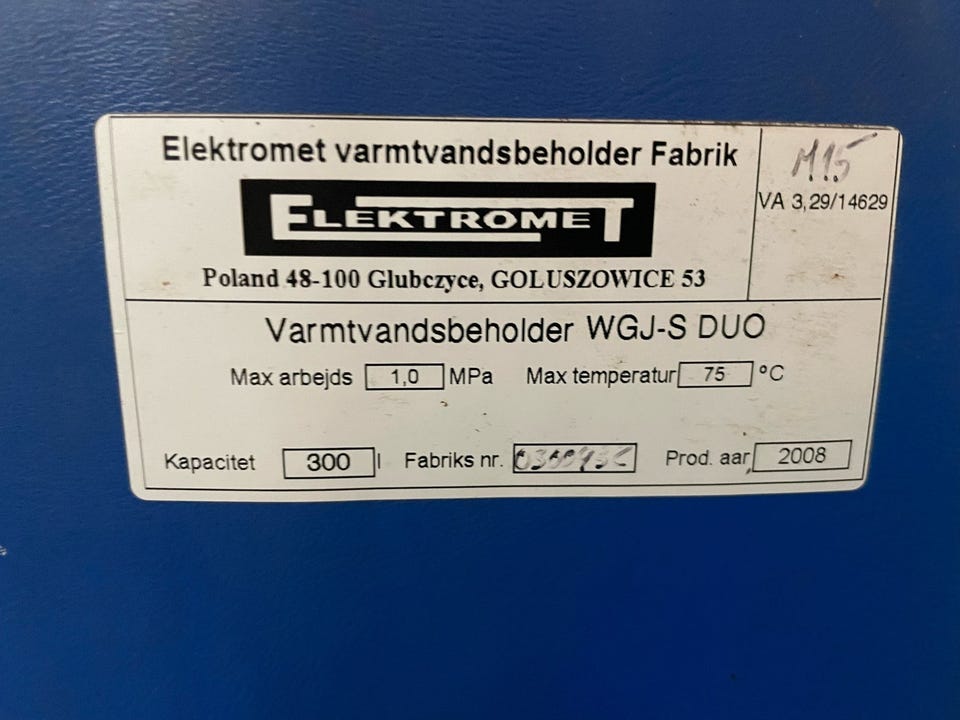 Elektromet varmtvandsbeholder Fabrik
M15
VA 3,29/14629
ELEKTROMET
Poland 48-100 Glubczyce, GOLUSZOWICE 53
Varmtvandsbeholder WGJ-S DUO
Max arbejds 1,0 MPa Max temperatur 75 °C
Kapacitet 300 l Fabriks nr. Prod. aar, 2008